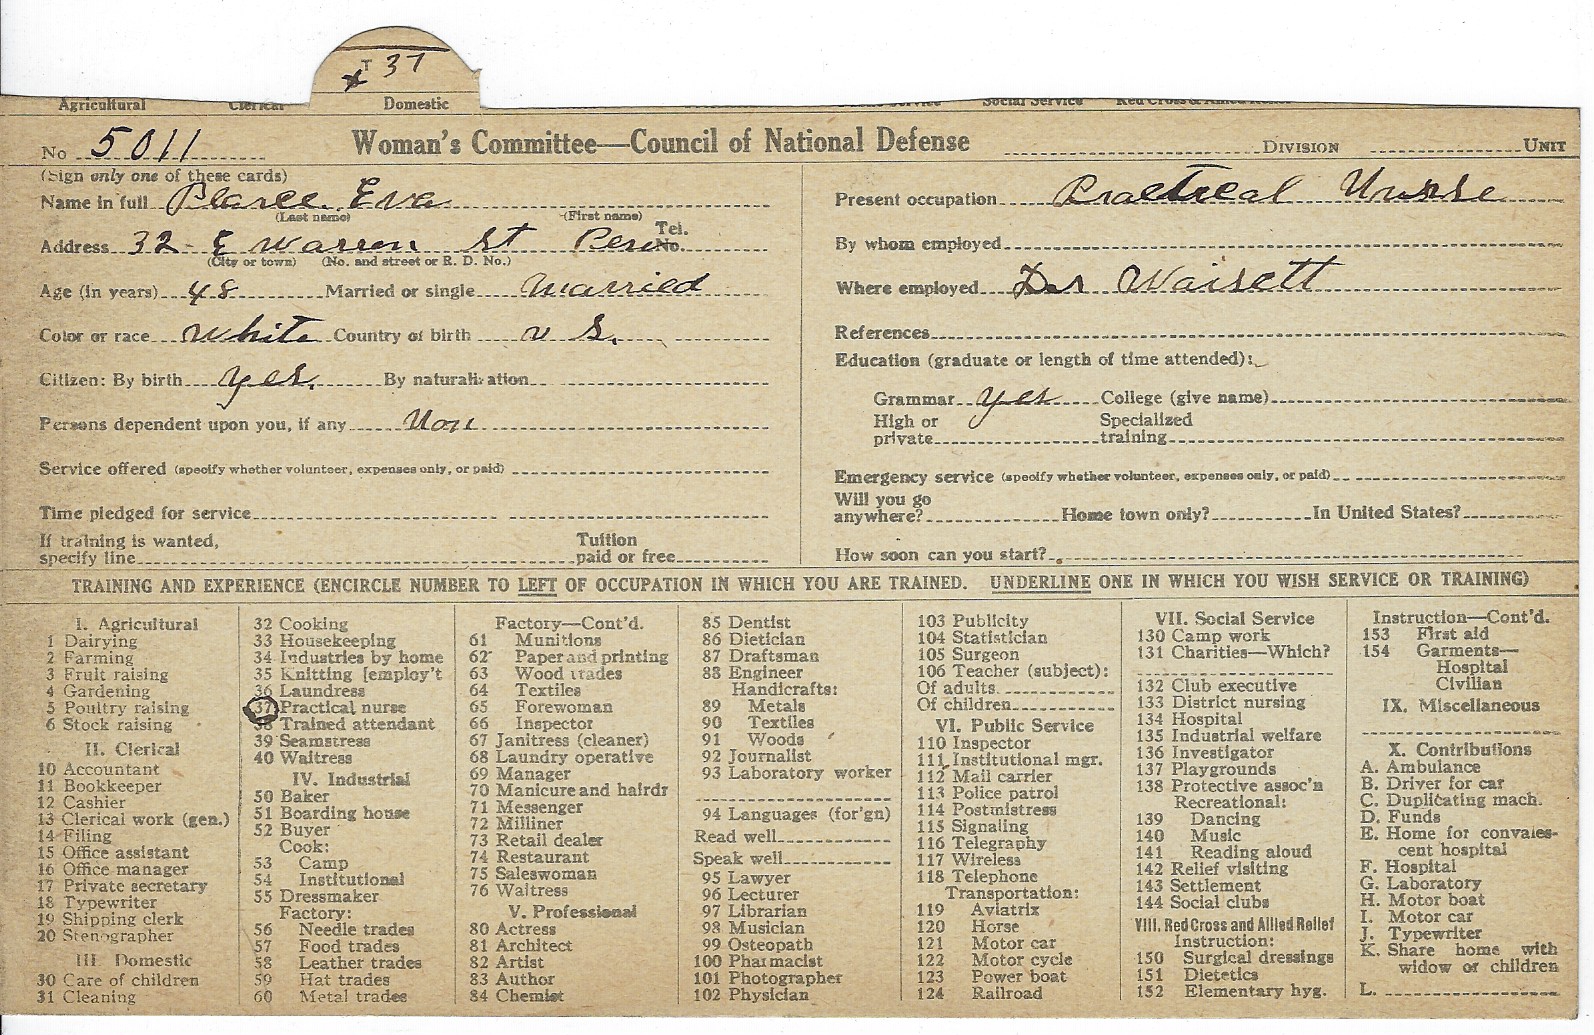 T 37
Agricultural Clerical Domestic Social Service Red Cross & Allied Relief
No 5011 Woman's Committee—Council of National Defense DIVISION UNIT
(Sign only one of these cards)
Name in full Pearce Eva
(Last name) (First name)
Address 32 - E Warren St Tel. No.
(City or town) (No. and street or R. D. No.)
Age (in years) 48 Married or single Married
Color or race White Country of birth U S.
Citizen: By birth yes. By naturalization
Persons dependent upon you, if any Non
Service offered (specify whether volunteer, expenses only, or paid)
Time pledged for service
If training is wanted, specify line Tuition paid or free
Present occupation Practical Nurse
By whom employed
Where employed Drs Waisett
References
Education (graduate or length of time attended):
Grammar yes College (give name)
High or private Specialized training
Emergency service (specify whether volunteer, expenses only, or paid)
Will you go anywhere? Home town only? In United States?
How soon can you start?
TRAINING AND EXPERIENCE (ENCIRCLE NUMBER TO LEFT OF OCCUPATION IN WHICH YOU ARE TRAINED. UNDERLINE ONE IN WHICH YOU WISH SERVICE OR TRAINING)
I. Agricultural
1 Dairying
2 Farming
3 Fruit raising
4 Gardening
5 Poultry raising
6 Stock raising
II. Clerical
10 Accountant
11 Bookkeeper
12 Cashier
13 Clerical work (gen.)
14 Filing
15 Office assistant
16 Office manager
17 Private secretary
18 Typewriter
19 Shipping clerk
20 Stenographer
III. Domestic
30 Care of children
31 Cleaning
32 Cooking
33 Housekeeping
34 Industries by home
35 Knitting [employ't
36 Laundress
37 Practical nurse
38 Trained attendant
39 Seamstress
40 Waitress
IV. Industrial
50 Baker
51 Boarding house
52 Buyer
Cook:
53 Camp
54 Institutional
55 Dressmaker
Factory:
56 Needle trades
57 Food trades
58 Leather trades
59 Hat trades
60 Metal trades
Factory—Cont'd.
61 Munitions
62 Paper and printing
63 Wood trades
64 Textiles
65 Forewoman
66 Inspector
67 Janitress (cleaner)
68 Laundry operative
69 Manager
70 Manicure and hairdr
71 Messenger
72 Milliner
73 Retail dealer
74 Restaurant
75 Saleswoman
76 Waitress
V. Professional
80 Actress
81 Architect
82 Artist
83 Author
84 Chemist
85 Dentist
86 Dietician
87 Draftsman
88 Engineer
Handicrafts:
89 Metals
90 Textiles
91 Woods
92 Journalist
93 Laboratory worker
94 Languages (for'gn)
Read well
Speak well
95 Lawyer
96 Lecturer
97 Librarian
98 Musician
99 Osteopath
100 Pharmacist
101 Photographer
102 Physician
103 Publicity
104 Statistician
105 Surgeon
106 Teacher (subject):
Of adults
Of children
VI. Public Service
110 Inspector
111 Institutional mgr.
112 Mail carrier
113 Police patrol
114 Postmistress
115 Signaling
116 Telegraphy
117 Wireless
118 Telephone
Transportation:
119 Aviatrix
120 Horse
121 Motor car
122 Motor cycle
123 Power boat
124 Railroad
VII. Social Service
130 Camp work
131 Charities—Which?
132 Club executive
133 District nursing
134 Hospital
135 Industrial welfare
136 Investigator
137 Playgrounds
138 Protective assoc'n
Recreational:
139 Dancing
140 Music
141 Reading aloud
142 Relief visiting
143 Settlement
144 Social clubs
VIII. Red Cross and Allied Relief
Instruction:
150 Surgical dressings
151 Dietetics
152 Elementary hyg.
Instruction—Cont'd.
153 First aid
154 Garments—
Hospital
Civilian
IX. Miscellaneous
X. Contributions
A. Ambulance
B. Driver for car
C. Duplicating mach.
D. Funds
E. Home for convales-
cent hospital
F. Hospital
G. Laboratory
H. Motor boat
I. Motor car
J. Typewriter
K. Share home with
widow or children
L.